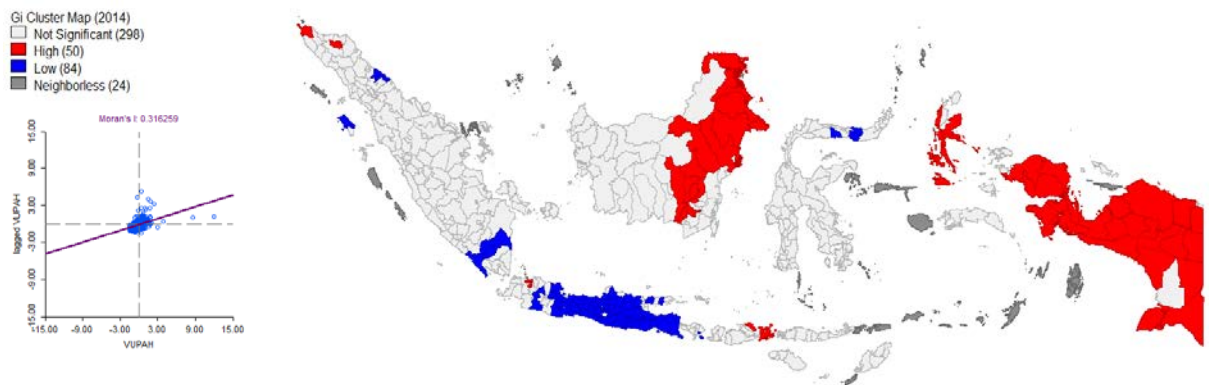 Gi Cluster Map (2014)
Not Significant (298)
High (50)
Low (84)
Neighborless (24)
Moran's I: 0.316259
15.00
9.00
3.00
-3.00
-9.00
-15.00
lagged VUPAH
-15.00 -9.00 -3.00 3.00 9.00 15.00
VUPAH